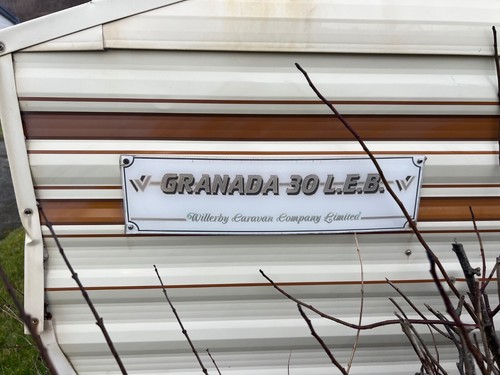 GRANADA 30 L.E.B.
Willerby Caravan Company Limited